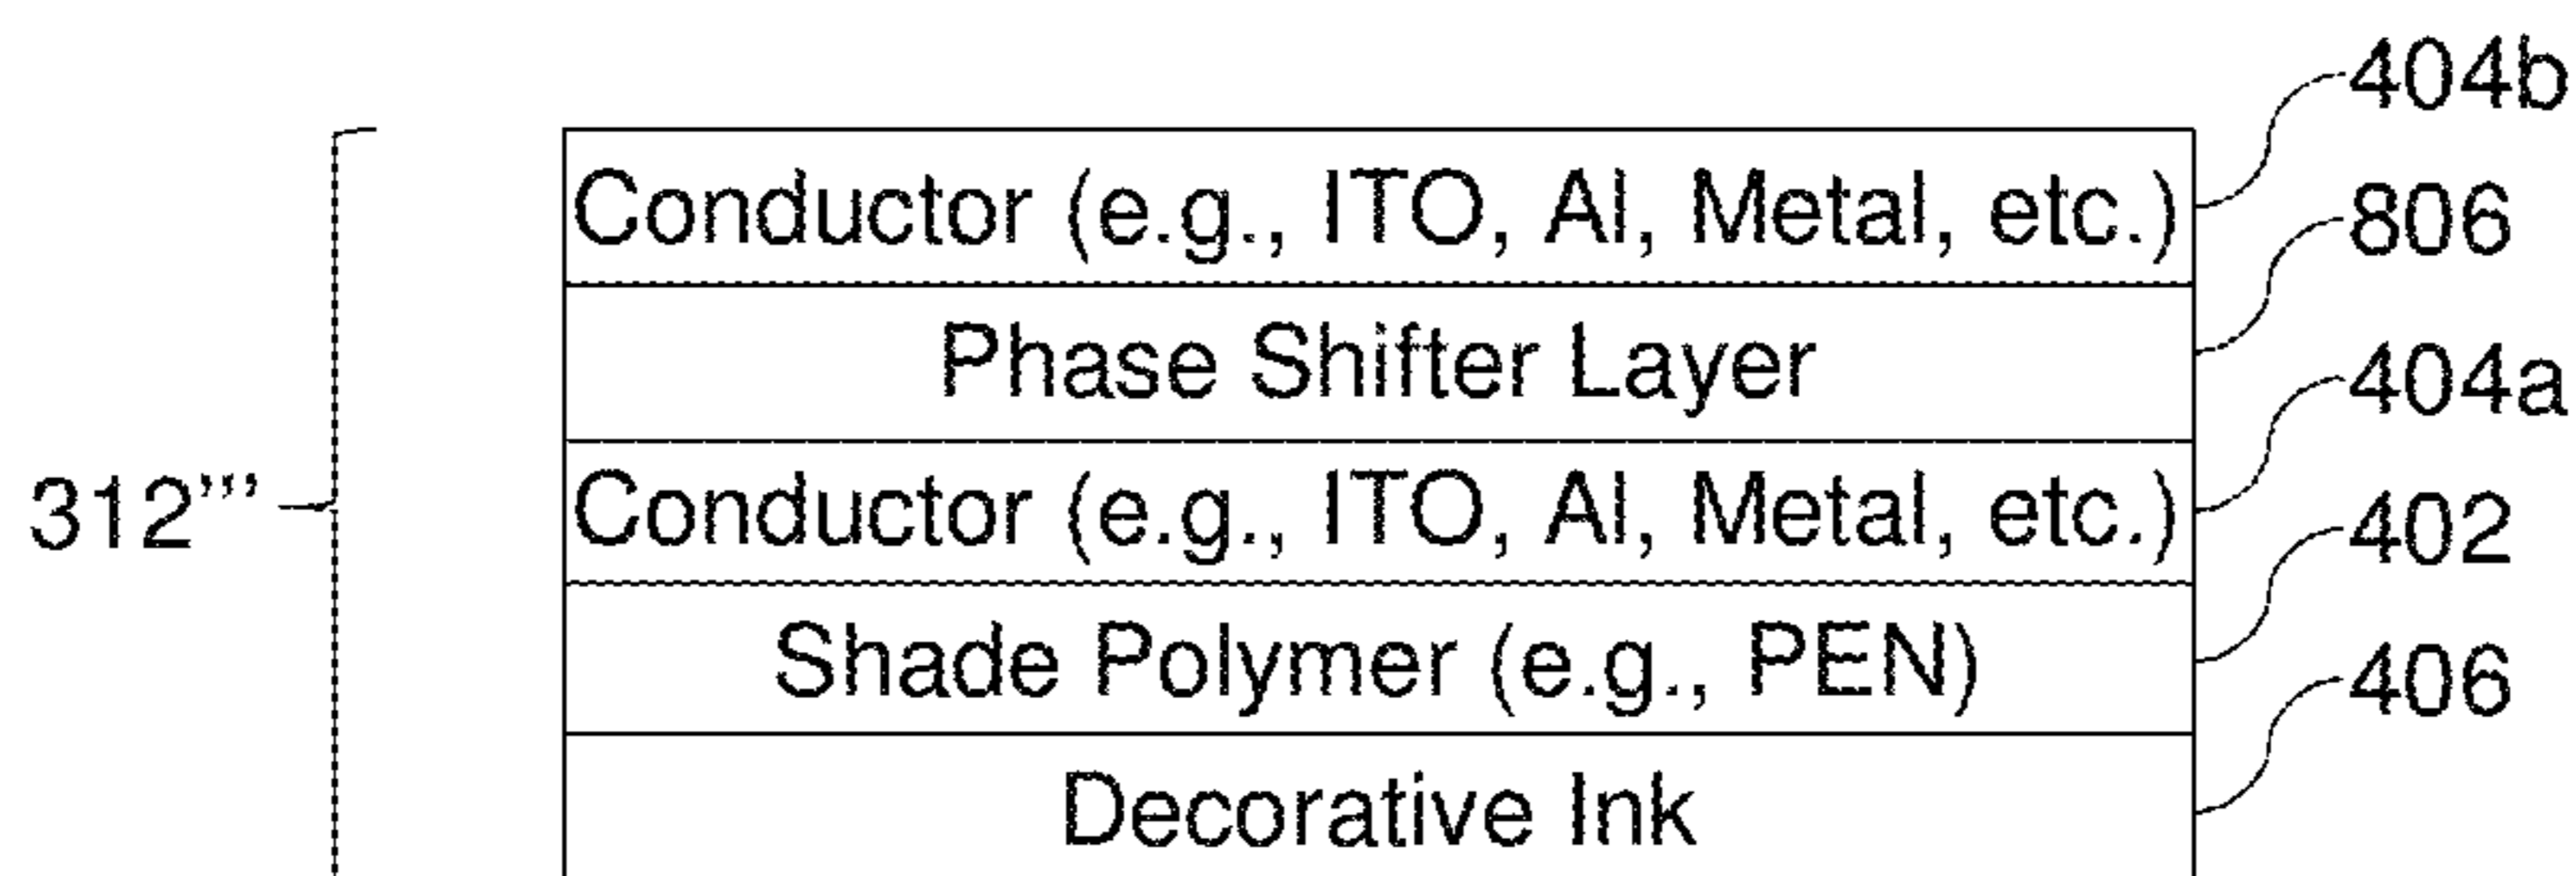 404b
Conductor (e.g., ITO, Al, Metal, etc.)
806
Phase Shifter Layer
404a
312”’
Conductor (e.g., ITO, Al, Metal, etc.)
402
Shade Polymer (e.g., PEN)
406
Decorative Ink